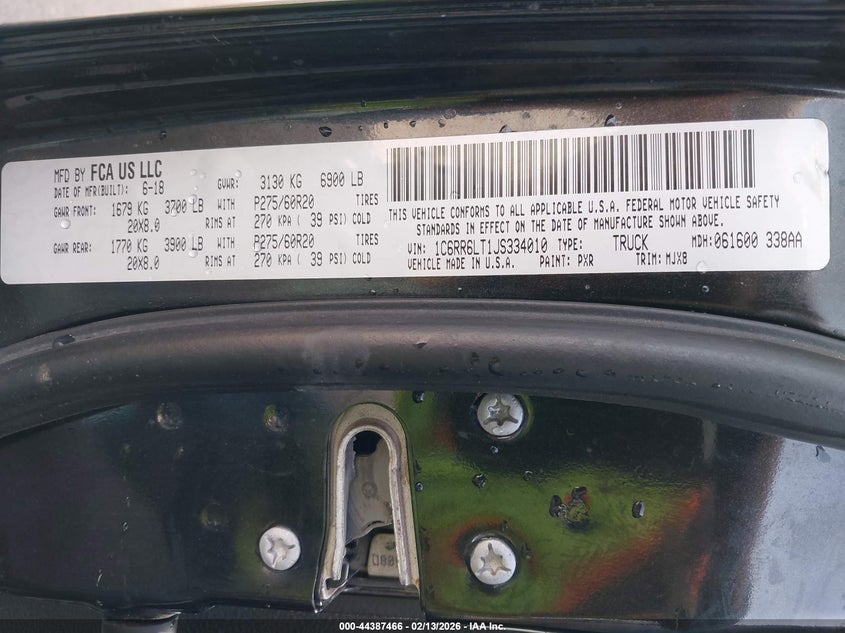 MFD BY FCA US LLC
DATE OF MFR(BUILT): 6-18 GVWR: 3130 KG 6900 LB
GAWR FRONT: 1679 KG 3700 LB WITH P275/60R20 TIRES
20X8.0 RIMS AT 270 KPA ( 39 PSI) COLD
GAWR REAR: 1770 KG 3900 LB WITH P275/60R20 TIRES
20X8.0 RIMS AT 270 KPA ( 39 PSI) COLD
THIS VEHICLE CONFORMS TO ALL APPLICABLE U.S.A. FEDERAL MOTOR VEHICLE SAFETY
STANDARDS IN EFFECT ON THE DATE OF MANUFACTURE SHOWN ABOVE.
VIN: 1C6RR6LT1JS334010 TYPE: TRUCK MDH: 061600 338AA
VEHICLE MADE IN U.S.A. PAINT: PXR TRIM: MJX8
000-44387466 - 02/13/2026 - IAA Inc.